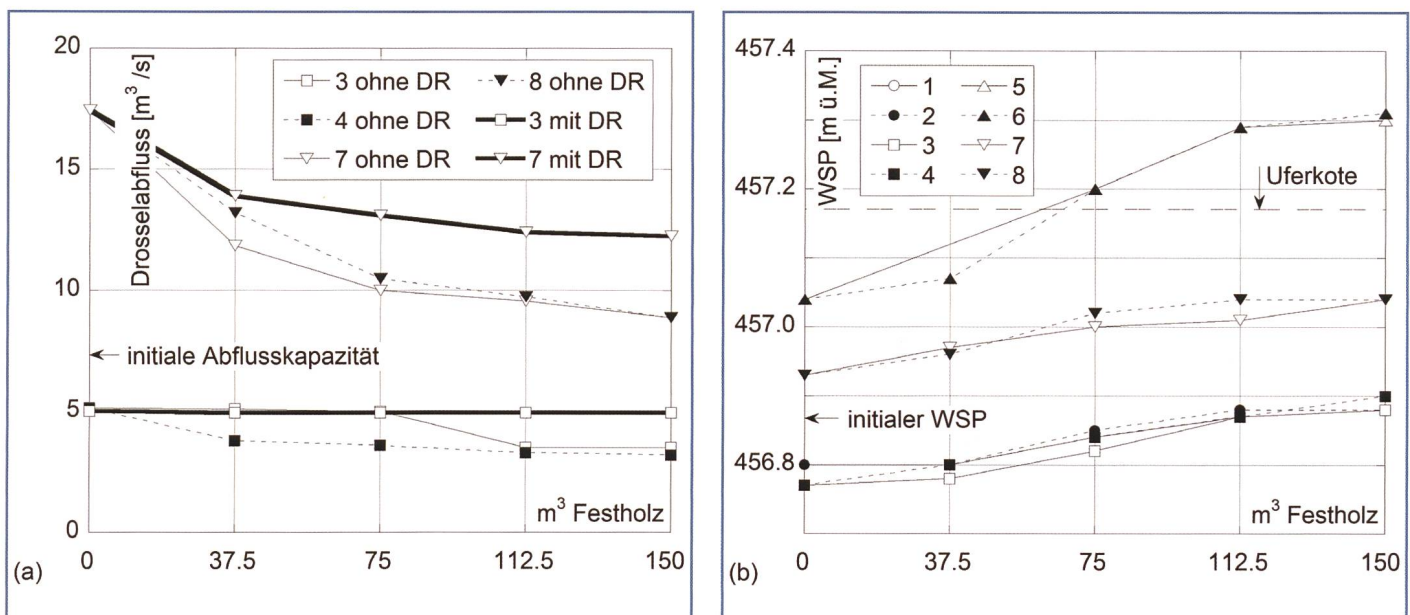 20
15
10
5
0
Drosselabfluss [m³/s]
3 ohne DR
4 ohne DR
7 ohne DR
8 ohne DR
3 mit DR
7 mit DR
initiale Abflusskapazität
m³ Festholz
0 37.5 75 112.5 150
(a)
457.4
457.2
457.0
456.8
WSP [m ü.M.]
1
2
3
4
5
6
7
8
Uferkote
initialer WSP
m³ Festholz
0 37.5 75 112.5 150
(b)